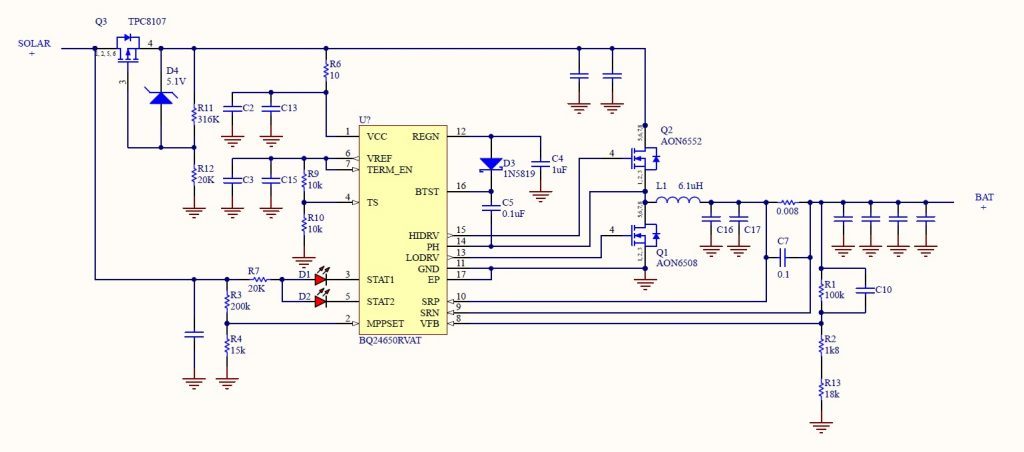 Q3 TPC8107
SOLAR
+
1, 2, 5, 6
4
3
D4
5.1V
R11
316K
R12
20K
R6
10
C2
C13
C3
C15
R9
10k
R10
10k
U?
1 VCC
6 VREF
7 TERM_EN
4 TS
3 STAT1
5 STAT2
2 MPPSET
REGN 12
BTST 16
HIDRV 15
PH 14
LODRV 13
GND 11
EP 17
SRP 10
SRN 9
VFB 8
BQ24650RVAT
D3
1N5819
C4
1uF
C5
0.1uF
Q2
AON6552
5,6,7,8
4
1, 2, 3
L1 6.1uH
5,6,7,8
4
1, 2, 3
Q1
AON6508
C16
C17
0.008
C7
0.1
BAT
+
R1
100k
C10
R2
1k8
R13
18k
R7
20K
D1
D2
R3
200k
R4
15k